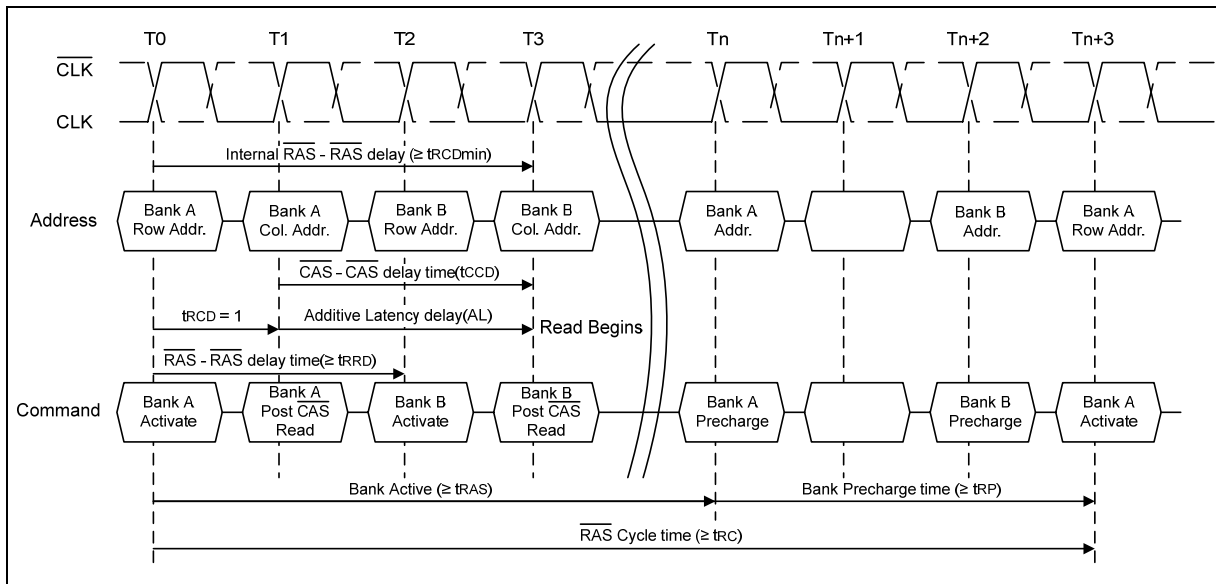 T0 T1 T2 T3 Tn Tn+1 Tn+2 Tn+3
CLK
CLK
Internal RAS - RAS delay (≥ tRCDmin)
Address
Bank A
Row Addr.
Bank A
Col. Addr.
Bank B
Row Addr.
Bank B
Col. Addr.
Bank A
Addr.
Bank B
Addr.
Bank A
Row Addr.
CAS - CAS delay time(tCCD)
tRCD = 1
Additive Latency delay(AL)
Read Begins
RAS - RAS delay time(≥ tRRD)
Command
Bank A
Activate
Bank A
Post CAS
Read
Bank B
Activate
Bank B
Post CAS
Read
Bank A
Precharge
Bank B
Precharge
Bank A
Activate
Bank Active (≥ tRAS)
Bank Precharge time (≥ tRP)
RAS Cycle time (≥ tRC)